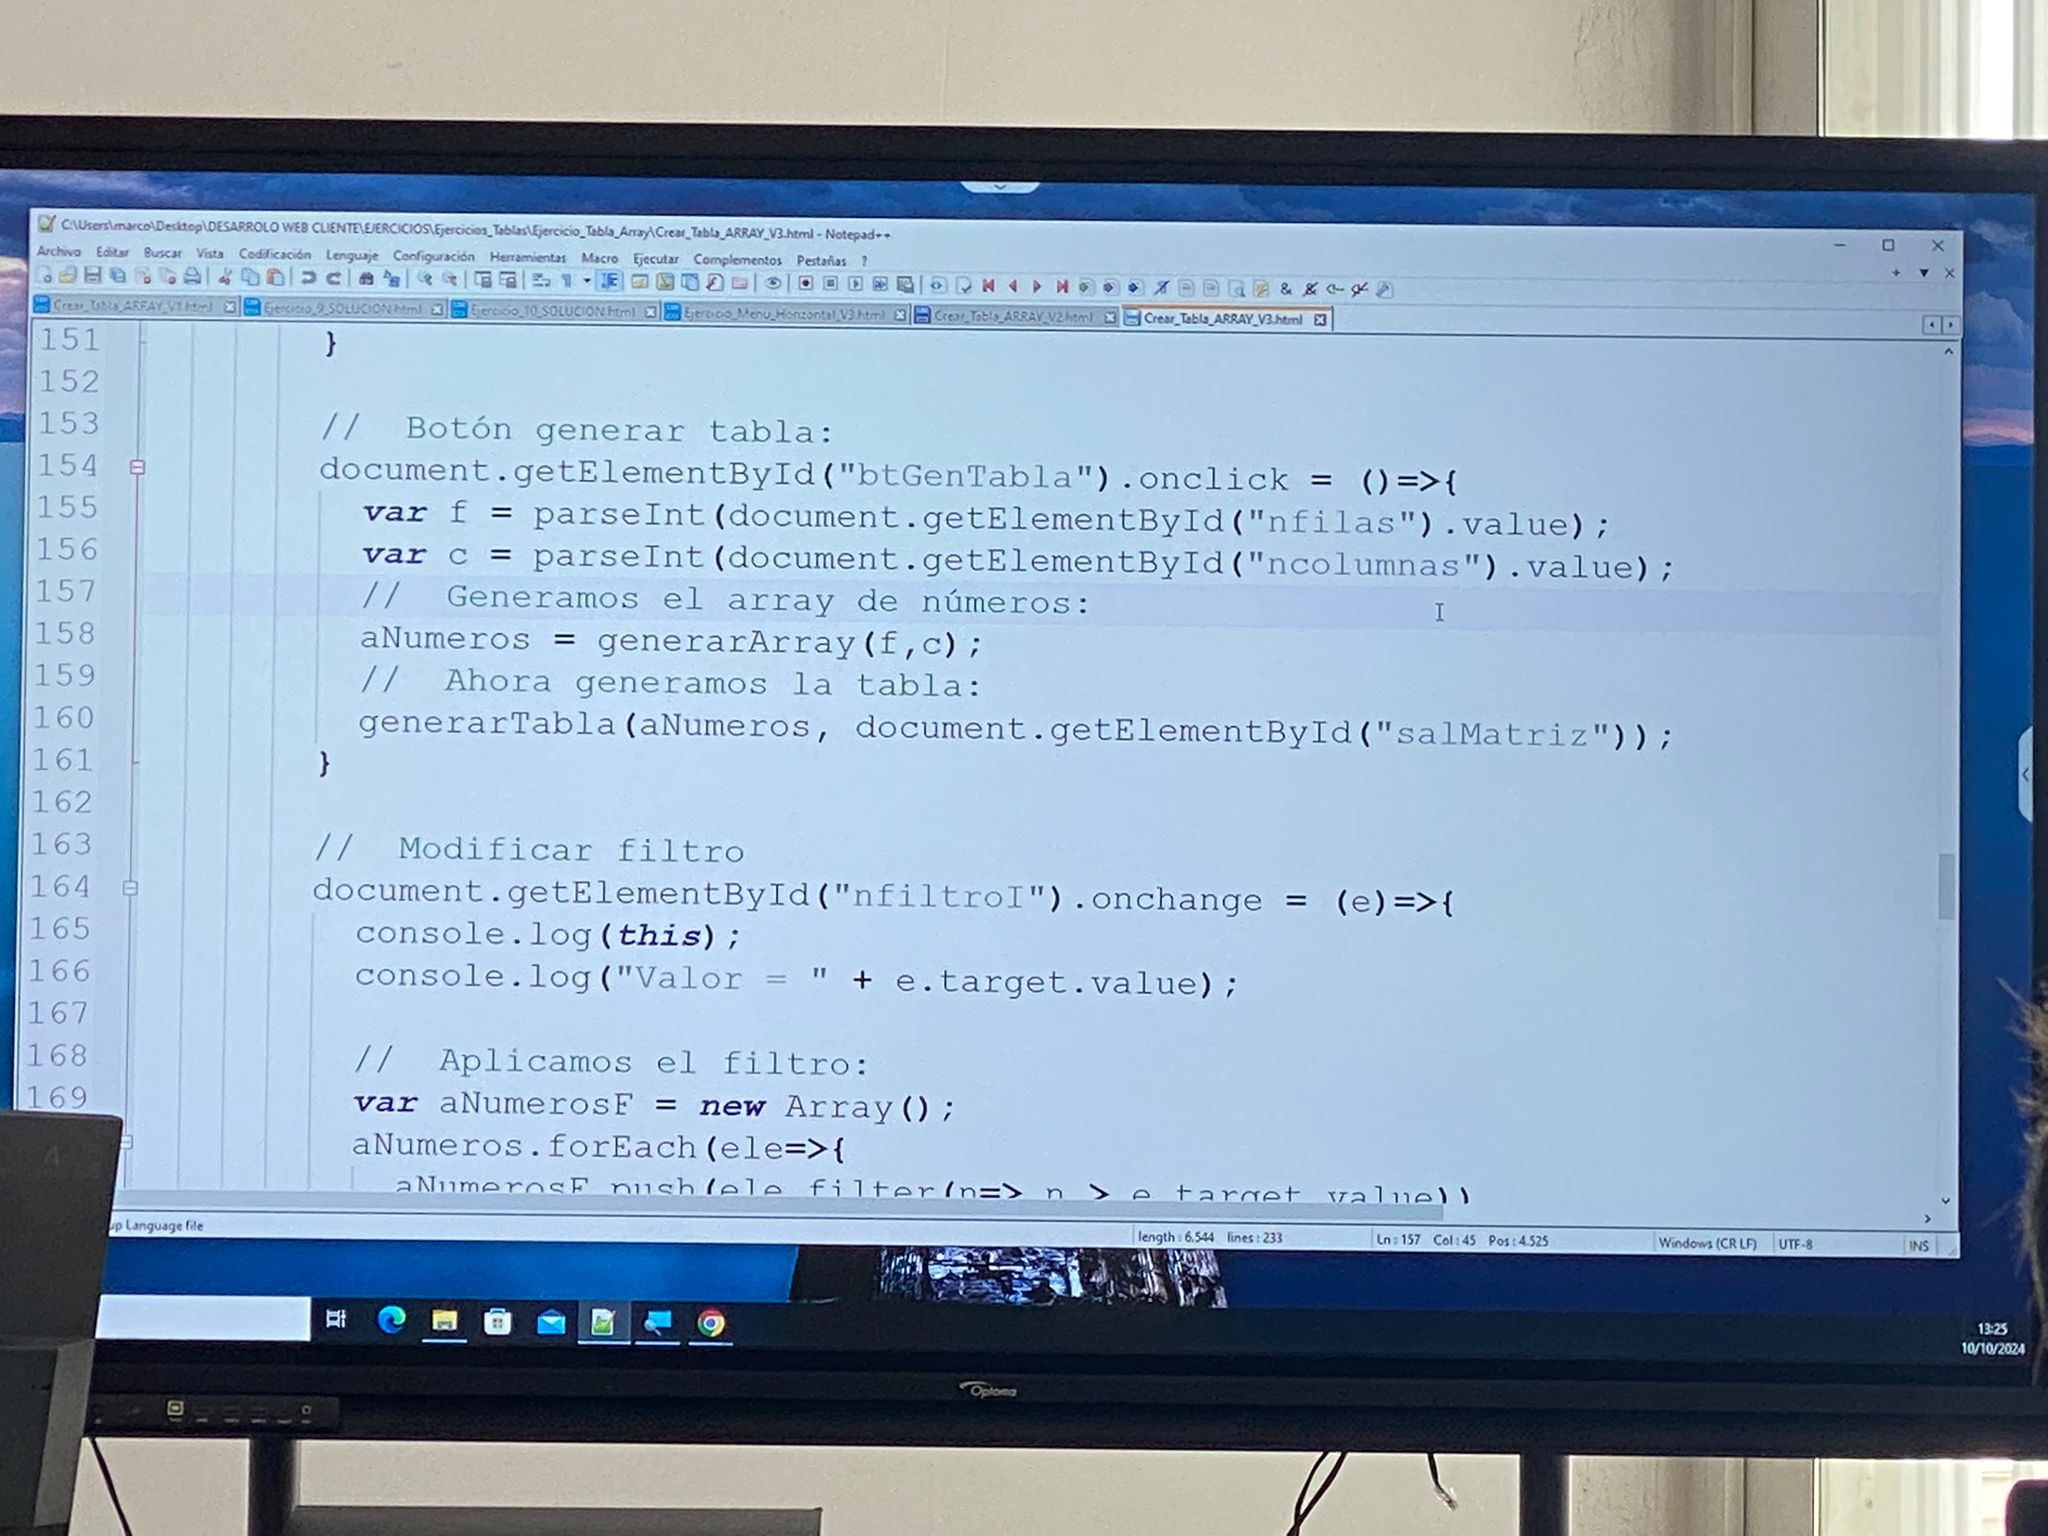 C:\Users\marco\Desktop\DESARROLO WEB CLIENTE\EJERCICIOS\Ejercicios_Tablas\Ejercicio_Tabla_Array\Crear_Tabla_ARRAY_V3.html - Notepad++
Archivo Editar Buscar Vista Codificación Lenguaje Configuración Herramientas Macro Ejecutar Complementos Pestañas ?
Crear_Tabla_ARRAY_V1.html Ejercicio_9_SOLUCION.html Ejercicio_10_SOLUCION.html Ejercicio_Menu_Horizontal_V3.html Crear_Tabla_ARRAY_V2.html Crear_Tabla_ARRAY_V3.html
151 }
152
153 // Botón generar tabla:
154 document.getElementById("btGenTabla").onclick = ()=>{
155 var f = parseInt(document.getElementById("nfilas").value);
156 var c = parseInt(document.getElementById("ncolumnas").value);
157 // Generamos el array de números:
158 aNumeros = generarArray(f,c);
159 // Ahora generamos la tabla:
160 generarTabla(aNumeros, document.getElementById("salMatriz"));
161 }
162
163 // Modificar filtro
164 document.getElementById("nfiltroI").onchange = (e)=>{
165 console.log(this);
166 console.log("Valor = " + e.target.value);
167
168 // Aplicamos el filtro:
169 var aNumerosF = new Array();
aNumeros.forEach(ele=>{
aNumerosF.push(ele.filter(n=> n > e.target.value))
up Language file length : 6.544 lines : 233 Ln : 157 Col : 45 Pos : 4.525 Windows (CR LF) UTF-8 INS
13:25
10/10/2024
Optoma